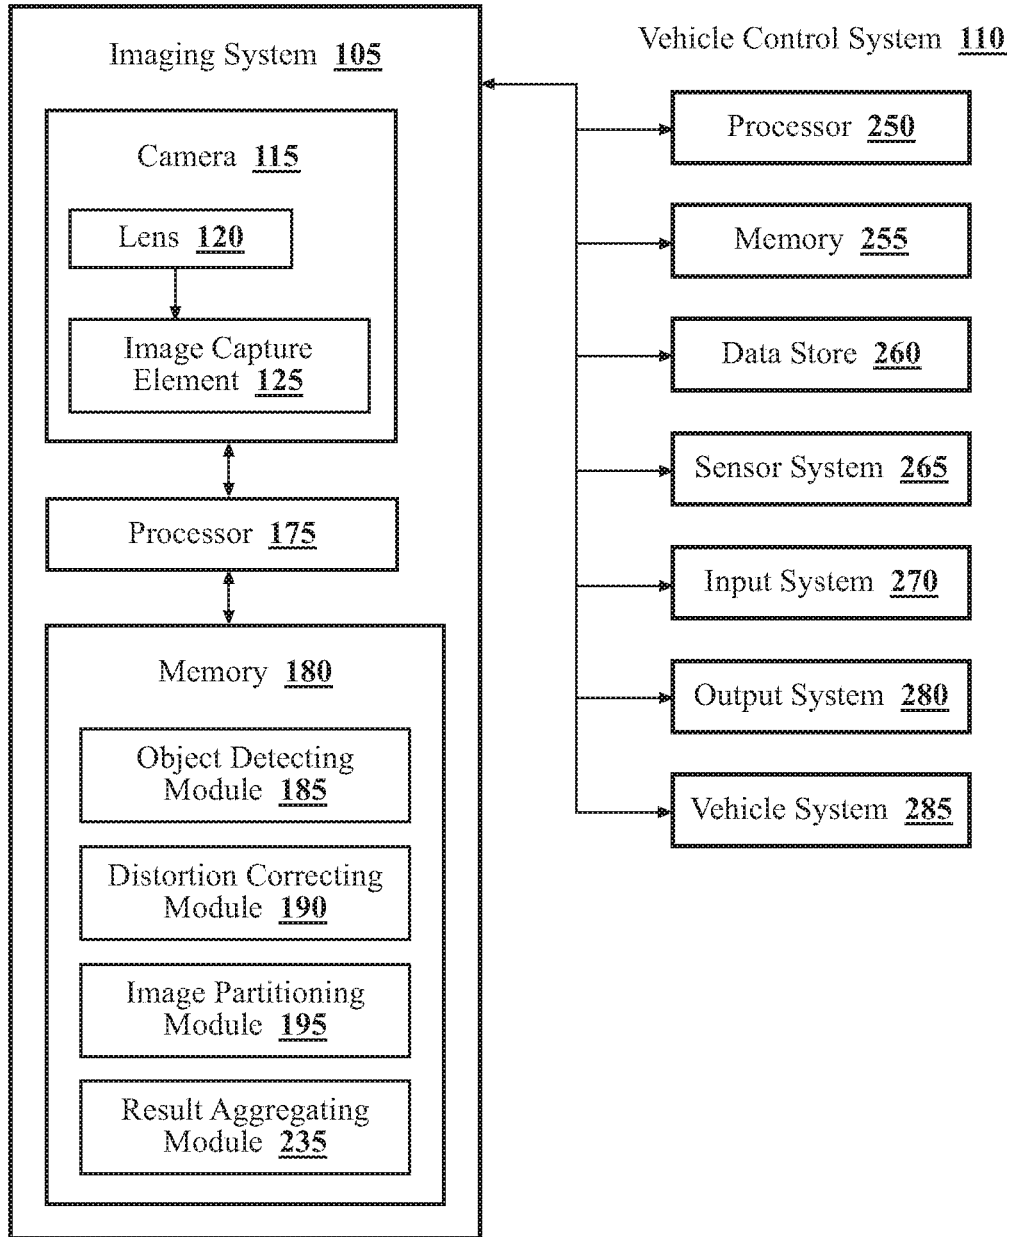 Imaging System 105
Camera 115
Lens 120
Image Capture
Element 125
Processor 175
Memory 180
Object Detecting
Module 185
Distortion Correcting
Module 190
Image Partitioning
Module 195
Result Aggregating
Module 235
Vehicle Control System 110
Processor 250
Memory 255
Data Store 260
Sensor System 265
Input System 270
Output System 280
Vehicle System 285